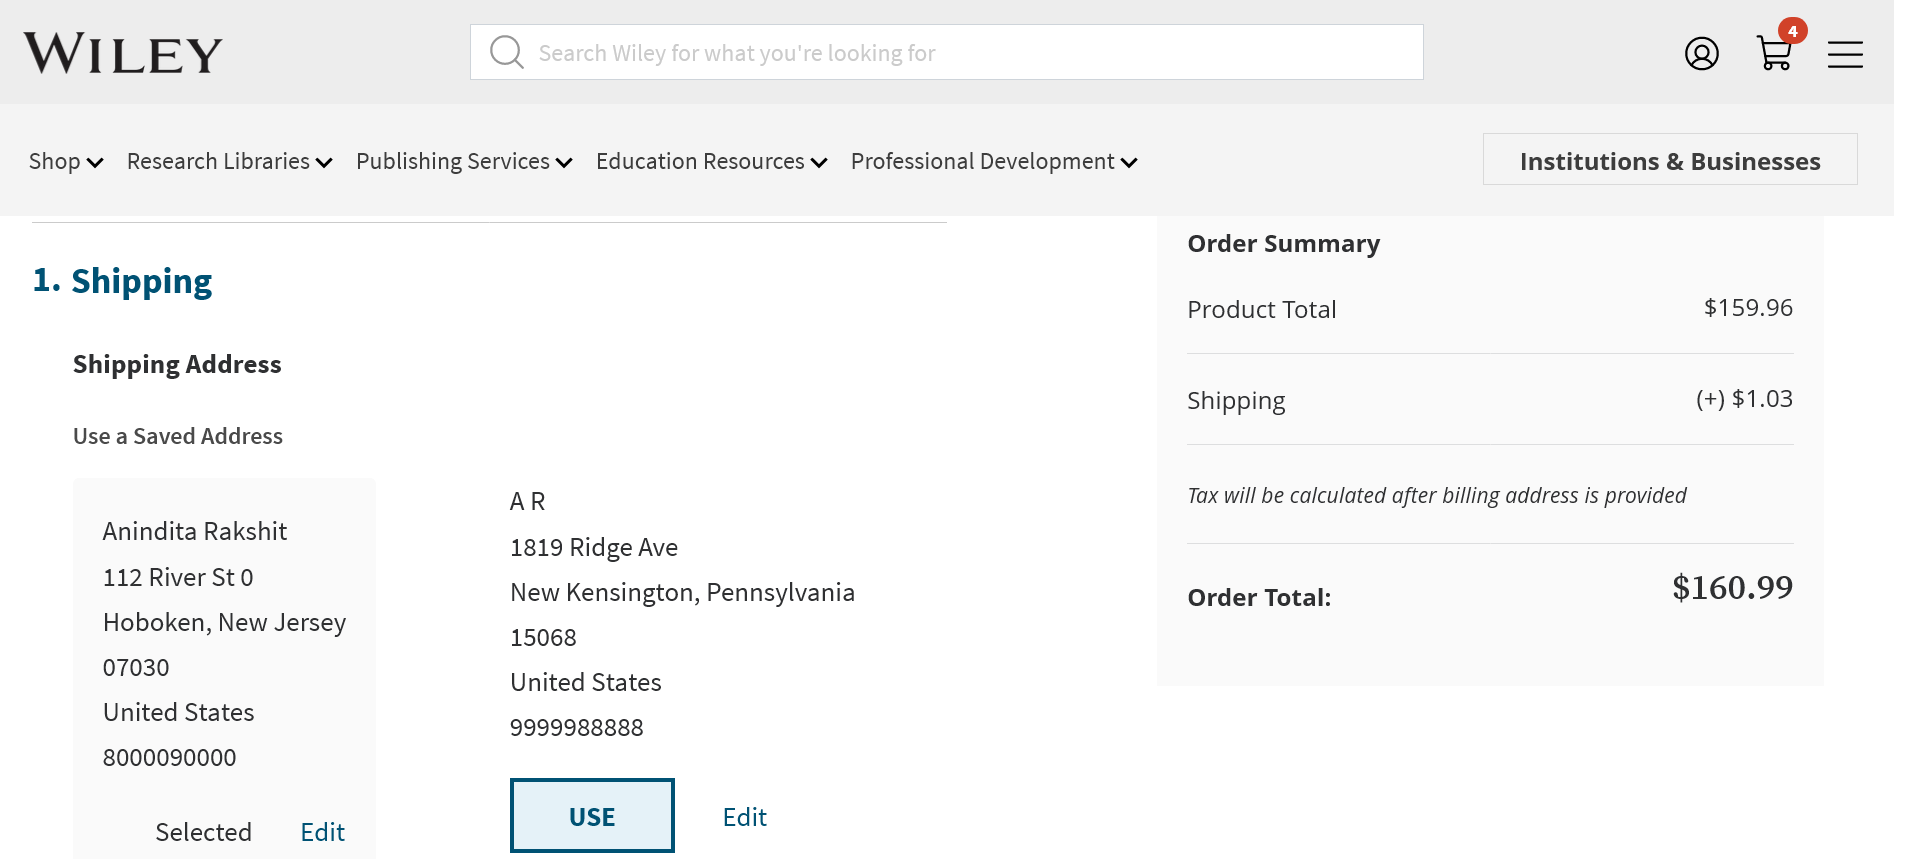 WILEY
Search Wiley for what you're looking for
4
Shop
Research Libraries
Publishing Services
Education Resources
Professional Development
Institutions & Businesses
1. Shipping
Shipping Address
Use a Saved Address
Anindita Rakshit
112 River St 0
Hoboken, New Jersey
07030
United States
8000090000
Selected
Edit
A R
1819 Ridge Ave
New Kensington, Pennsylvania
15068
United States
9999988888
USE
Edit
Order Summary
Product Total $159.96
Shipping (+) $1.03
Tax will be calculated after billing address is provided
Order Total: $160.99